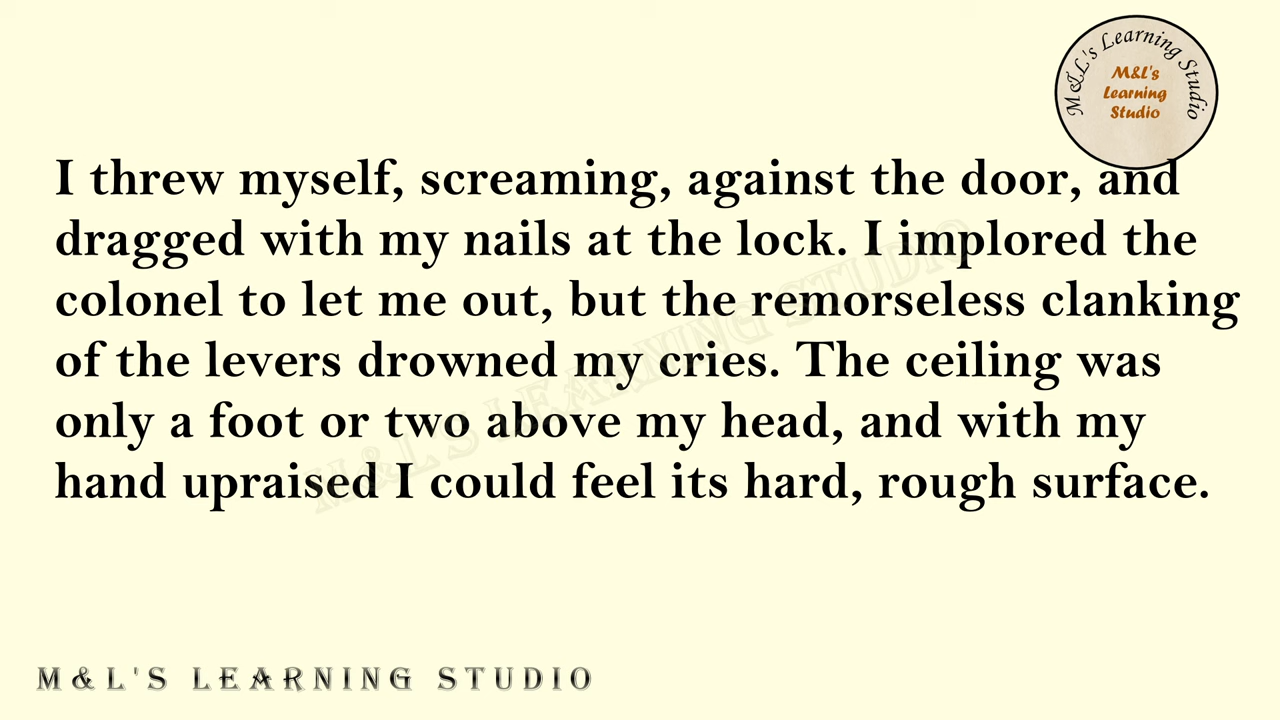 M&L's Learning Studio
M&L's
Learning
Studio
I threw myself, screaming, against the door, and
dragged with my nails at the lock. I implored the
colonel to let me out, but the remorseless clanking
of the levers drowned my cries. The ceiling was
only a foot or two above my head, and with my
hand upraised I could feel its hard, rough surface.
M&L'S LEARNING STUDIO
M&L'S LEARNING STUDIO